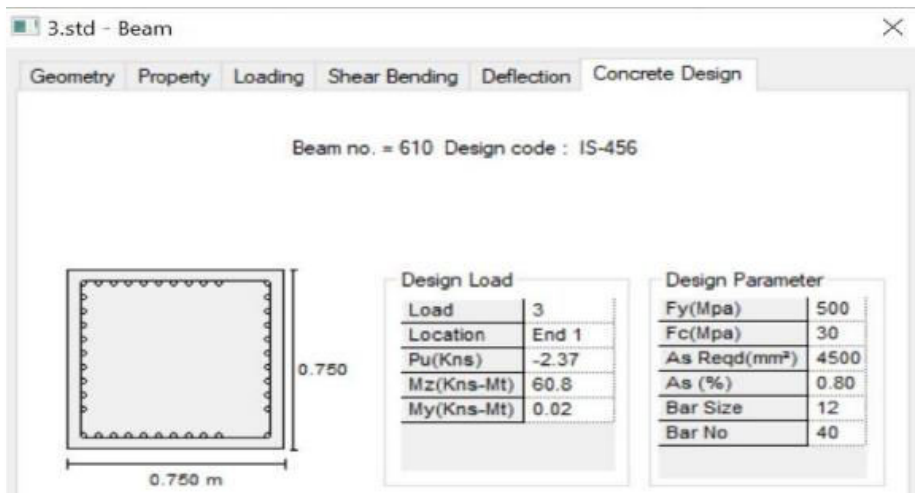 3.std - Beam
Geometry Property Loading Shear Bending Deflection Concrete Design
Beam no. = 610 Design code : IS-456
0.750
0.750 m
Design Load
Load 3
Location End 1
Pu(Kns) -2.37
Mz(Kns-Mt) 60.8
My(Kns-Mt) 0.02
Design Parameter
Fy(Mpa) 500
Fc(Mpa) 30
As Reqd(mm²) 4500
As (%) 0.80
Bar Size 12
Bar No 40